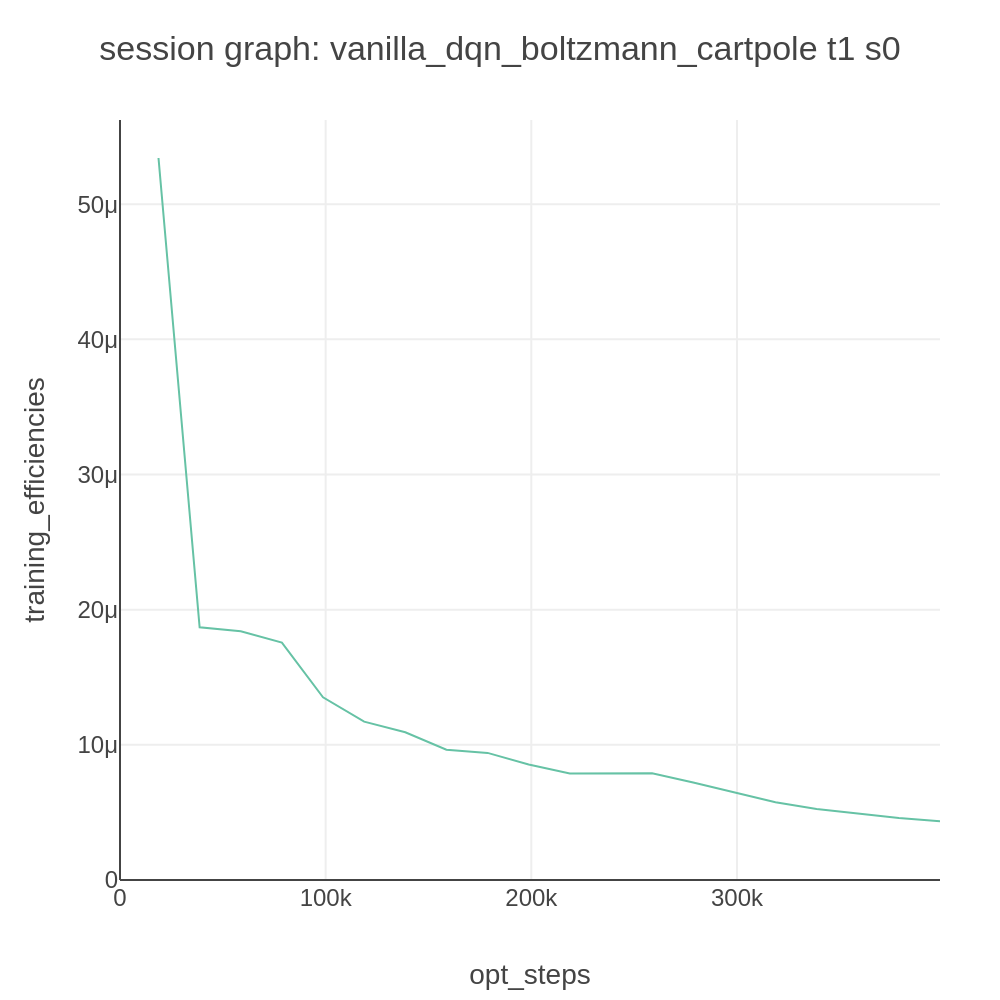 session graph: vanilla_dqn_boltzmann_cartpole t1 s0
training_efficiencies
50μ
40μ
30μ
20μ
10μ
0
0
100k
200k
300k
opt_steps